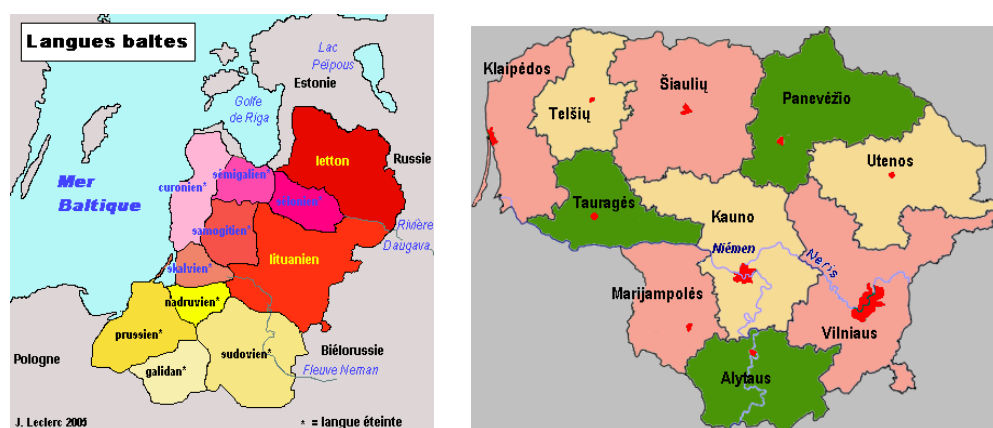 Langues baltes
Lac
Peïpous
Estonie
Golfe
de Riga
letton
Russie
sémigalien*
curonien*
Mer
Baltique
sélonien*
samogitien*
Rivière
Daugava
lituanien
skalvien*
nadruvien*
prussien*
Biélorussie
sudovien*
Pologne
galidan*
Fleuve Neman
J. Leclerc 2005
* = langue éteinte
Klaipėdos
Šiaulių
Panevėžio
Telšių
Utenos
Tauragės
Kauno
Niémen
Neris
Marijampolės
Vilniaus
Alytaus